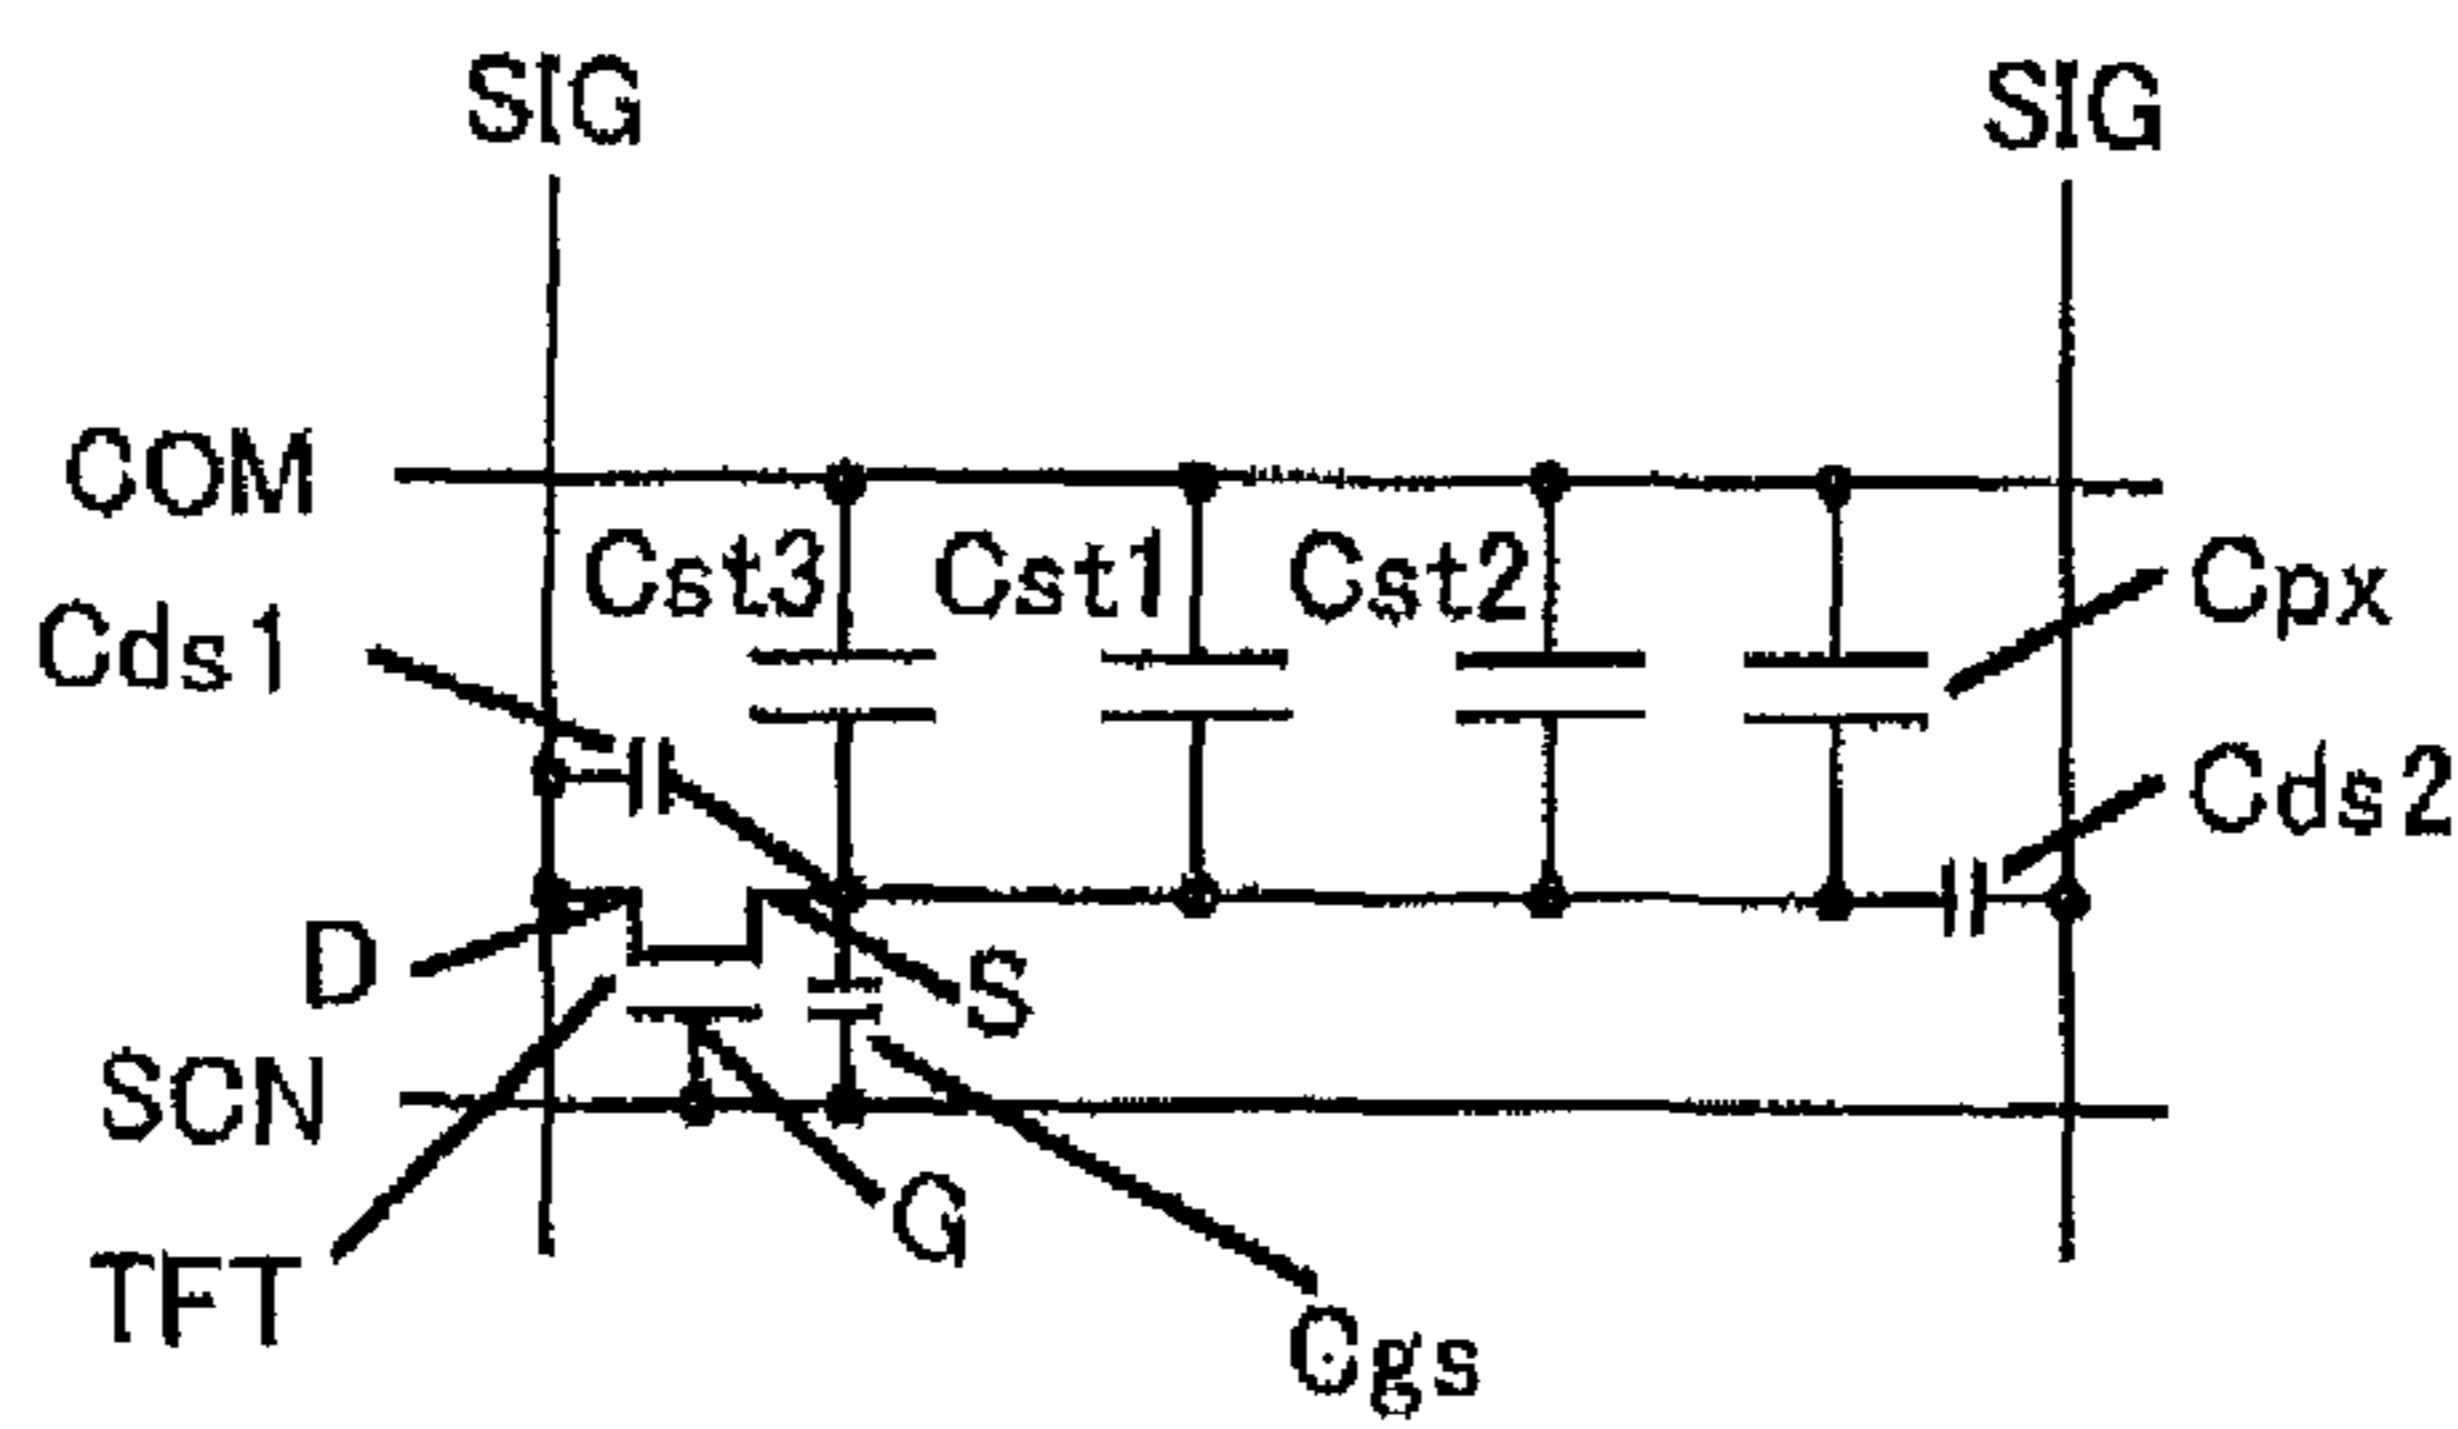 SIG SIG
COM
Cst3 Cst1 Cst2 Cpx
Cds1
Cds2
D S
SCN
G
TFT
Cgs